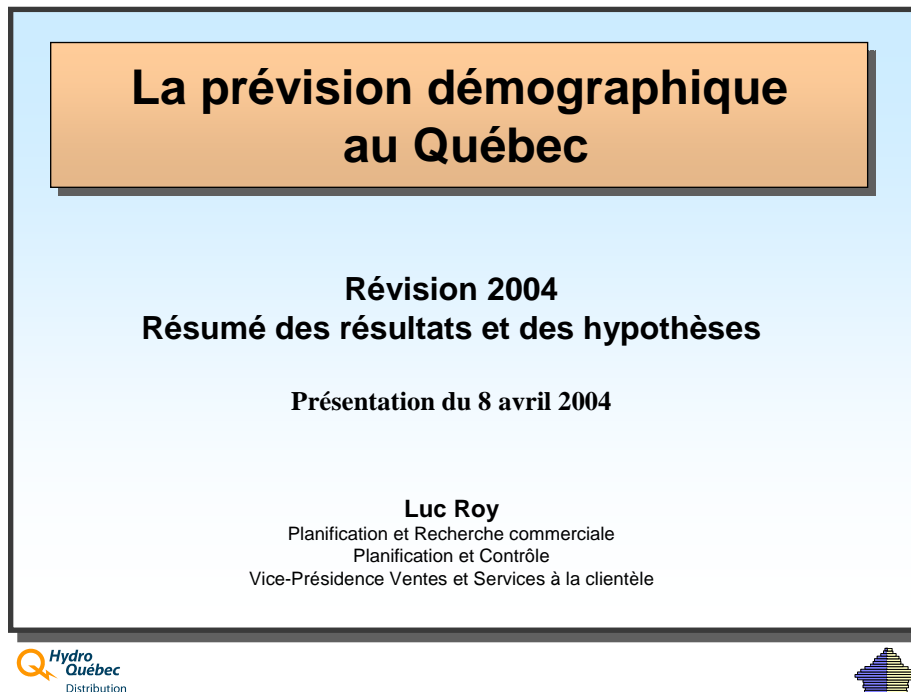 La prévision démographique
au Québec
Révision 2004
Résumé des résultats et des hypothèses
Présentation du 8 avril 2004
Luc Roy
Planification et Recherche commerciale
Planification et Contrôle
Vice-Présidence Ventes et Services à la clientèle
Hydro
Québec
Distribution